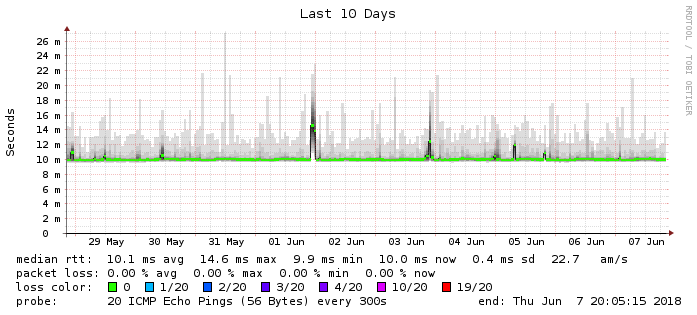 Last 10 Days
RRDTOOL / TOBI OETIKER
Seconds
26 m
24 m
22 m
20 m
18 m
16 m
14 m
12 m
10 m
8 m
6 m
4 m
2 m
0
29 May 30 May 31 May 01 Jun 02 Jun 03 Jun 04 Jun 05 Jun 06 Jun 07 Jun
median rtt: 10.1 ms avg 14.6 ms max 9.9 ms min 10.0 ms now 0.4 ms sd 22.7 am/s
packet loss: 0.00 % avg 0.00 % max 0.00 % min 0.00 % now
loss color: 0 1/20 2/20 3/20 4/20 10/20 19/20
probe: 20 ICMP Echo Pings (56 Bytes) every 300s end: Thu Jun 7 20:05:15 2018